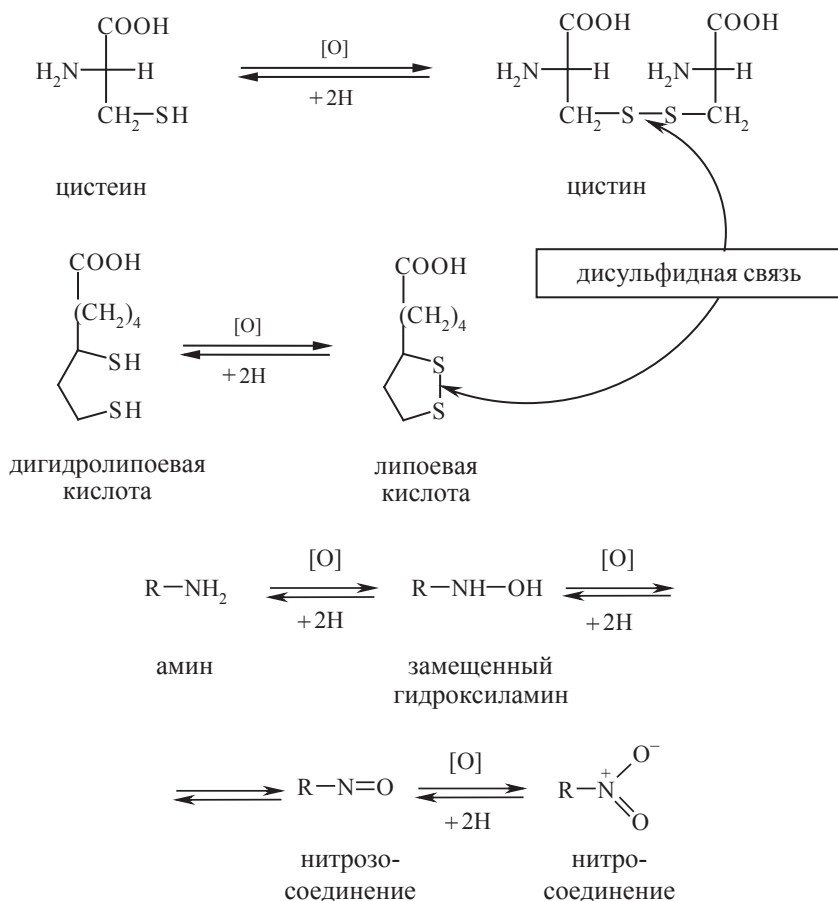 COOH COOH COOH
[O]
H₂N H H₂N H H₂N H
+2H
CH₂—SH CH₂—S—S—CH₂
цистеин цистин
дисульфидная связь
COOH COOH
(CH₂)₄ (CH₂)₄
[O]
+2H
SH S
SH S
дигидролипоевая липоевая
кислота кислота
[O] [O]
R—NH₂ R—NH—OH
+2H +2H
амин замещенный
гидроксиламин
O⁻
[O]
R—N=O R—N⁺
+2H
O
нитрозо- нитро-
соединение соединение